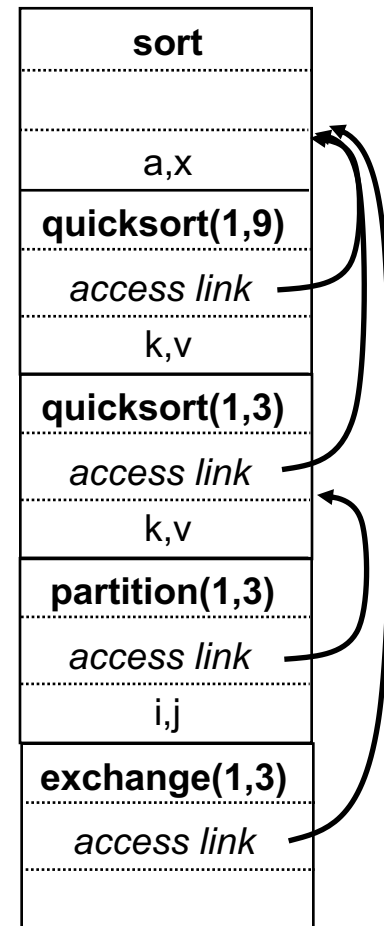 sort
a,x
quicksort(1,9)
access link
k,v
quicksort(1,3)
access link
k,v
partition(1,3)
access link
i,j
exchange(1,3)
access link